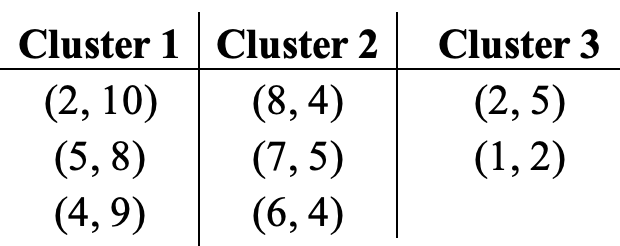 Cluster 1 Cluster 2 Cluster 3
(2, 10) (8, 4) (2, 5)
(5, 8) (7, 5) (1, 2)
(4, 9) (6, 4)